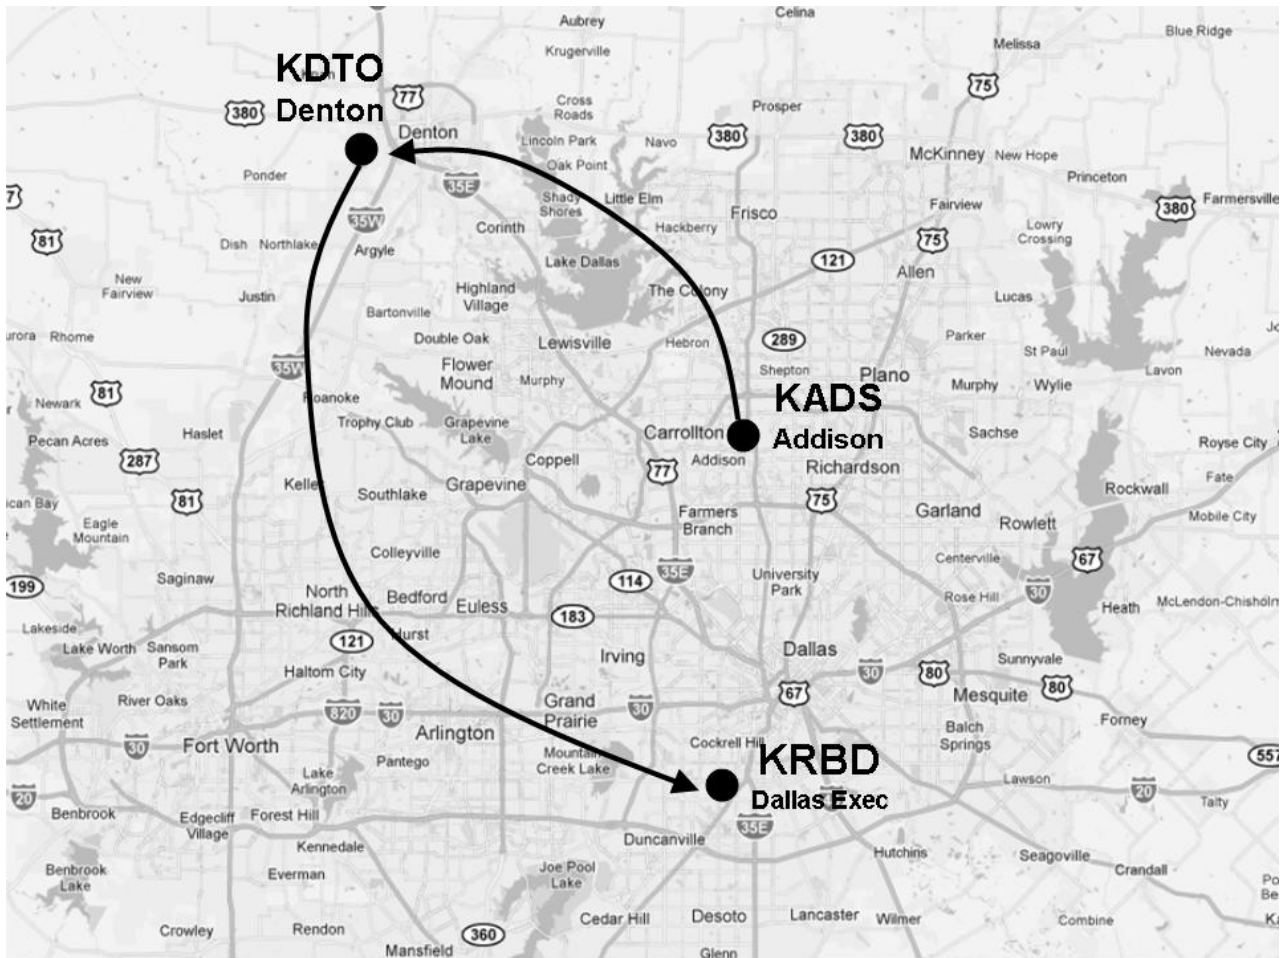 Aubrey
Celina
Krugerville
Melissa
Blue Ridge
KDTO
Denton
77
380
Cross
Roads
Prosper
75
Denton
Lincoln Park
Navo
380
380
McKinney
New Hope
Oak Point
Ponder
35E
Princeton
Shady
Shores
Little Elm
Frisco
Fairview
380
Farmersville
35W
81
Dish
Northlake
Argyle
Corinth
Hackberry
75
Lowry
Crossing
Lake Dallas
121
Allen
New
Fairview
Justin
Highland
Village
The Colony
Lucas
Bartonville
Rhome
Double Oak
Lewisville
Hebron
289
Parker
St Paul
Nevada
35W
Flower
Mound
Murphy
Shepton
Plano
Murphy
Wylie
Lavon
81
Newark
Roanoke
KADS
Addison
Pecan Acres
Haslet
Trophy Club
Grapevine
Lake
Carrollton
Addison
Sachse
Royse City
287
Coppell
77
Richardson
Fate
81
Keller
Southlake
Grapevine
75
Rockwall
Eagle
Mountain
Farmers
Branch
Garland
Rowlett
Mobile City
Colleyville
Centerville
67
199
Saginaw
North
Richland Hills
Bedford
Euless
114
35E
University
Park
Rose Hill
30
Heath
McLendon-Chisholm
183
Lakeside
Lake Worth
Sansom
Park
121
Hurst
Irving
Dallas
Sunnyvale
Haltom City
30
80
80
White
Settlement
River Oaks
820
30
Grand
Prairie
30
67
Mesquite
Forney
30
Fort Worth
Arlington
Cockrell Hill
Balch
Springs
557
Pantego
Mountain
Creek Lake
KRBD
Dallas Exec
Lake
Arlington
Lawson
20
20
Talty
Benbrook
Edgecliff
Village
Forest Hill
35E
Kennedale
Duncanville
Hutchins
Seagoville
Crandall
Benbrook
Lake
Everman
Joe Pool
Lake
Crowley
Rendon
360
Cedar Hill
Desoto
Lancaster
Wilmer
Combine
Mansfield
Glenn